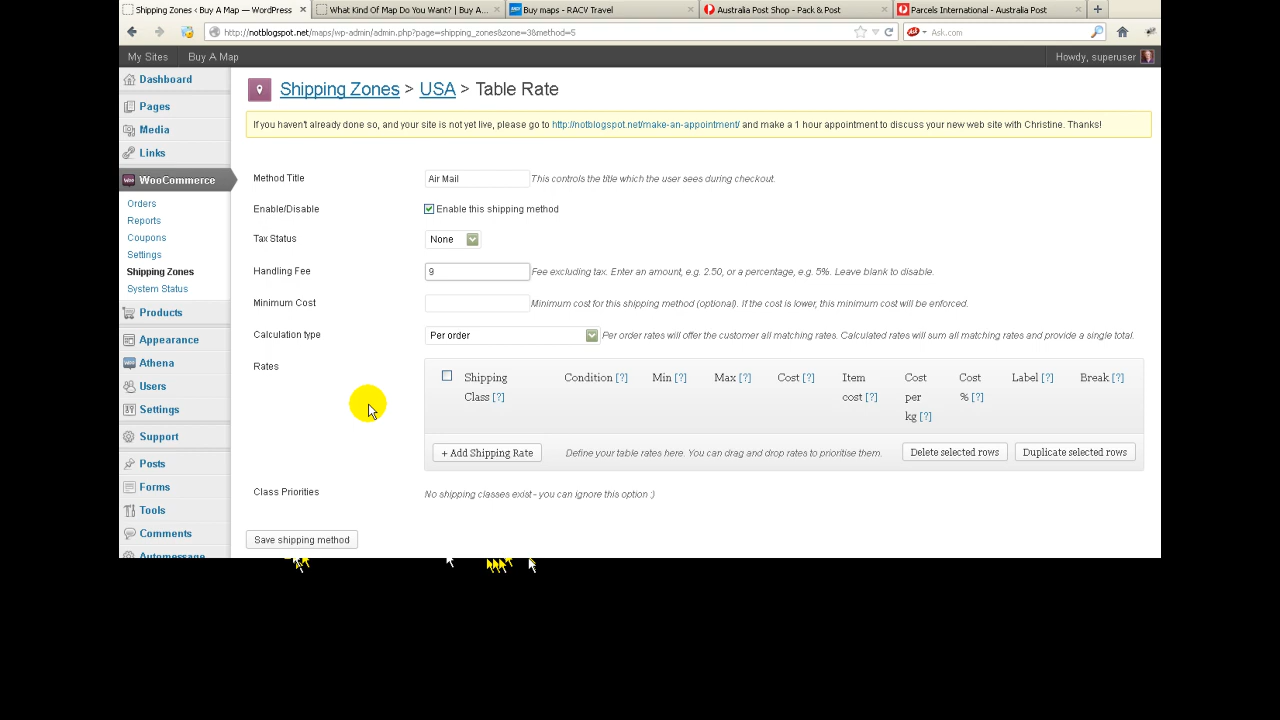 Shipping Zones ‹ Buy A Map — WordPress
What Kind Of Map Do You Want? | Buy A...
Buy maps - RACV Travel
Australia Post Shop - Pack & Post
Parcels International - Australia Post
http://notblogspot.net/maps/wp-admin/admin.php?page=shipping_zones&zone=3&method=5
Ask.com
My Sites Buy A Map Howdy, superuser
Dashboard
Pages
Media
Links
WooCommerce
Orders
Reports
Coupons
Settings
Shipping Zones
System Status
Products
Appearance
Athena
Users
Settings
Support
Posts
Forms
Tools
Comments
Automessage
Shipping Zones > USA > Table Rate
If you haven't already done so, and your site is not yet live, please go to http://notblogspot.net/make-an-appointment/ and make a 1 hour appointment to discuss your new web site with Christine. Thanks!
Method Title Air Mail This controls the title which the user sees during checkout.
Enable/Disable Enable this shipping method
Tax Status None
Handling Fee 9 Fee excluding tax. Enter an amount, e.g. 2.50, or a percentage, e.g. 5%. Leave blank to disable.
Minimum Cost Minimum cost for this shipping method (optional). If the cost is lower, this minimum cost will be enforced.
Calculation type Per order Per order rates will offer the customer all matching rates. Calculated rates will sum all matching rates and provide a single total.
Rates
Shipping Class [?]
Condition [?]
Min [?]
Max [?]
Cost [?]
Item cost [?]
Cost per kg [?]
Cost % [?]
Label [?]
Break [?]
+ Add Shipping Rate Define your table rates here. You can drag and drop rates to prioritise them. Delete selected rows Duplicate selected rows
Class Priorities No shipping classes exist - you can ignore this option :)
Save shipping method